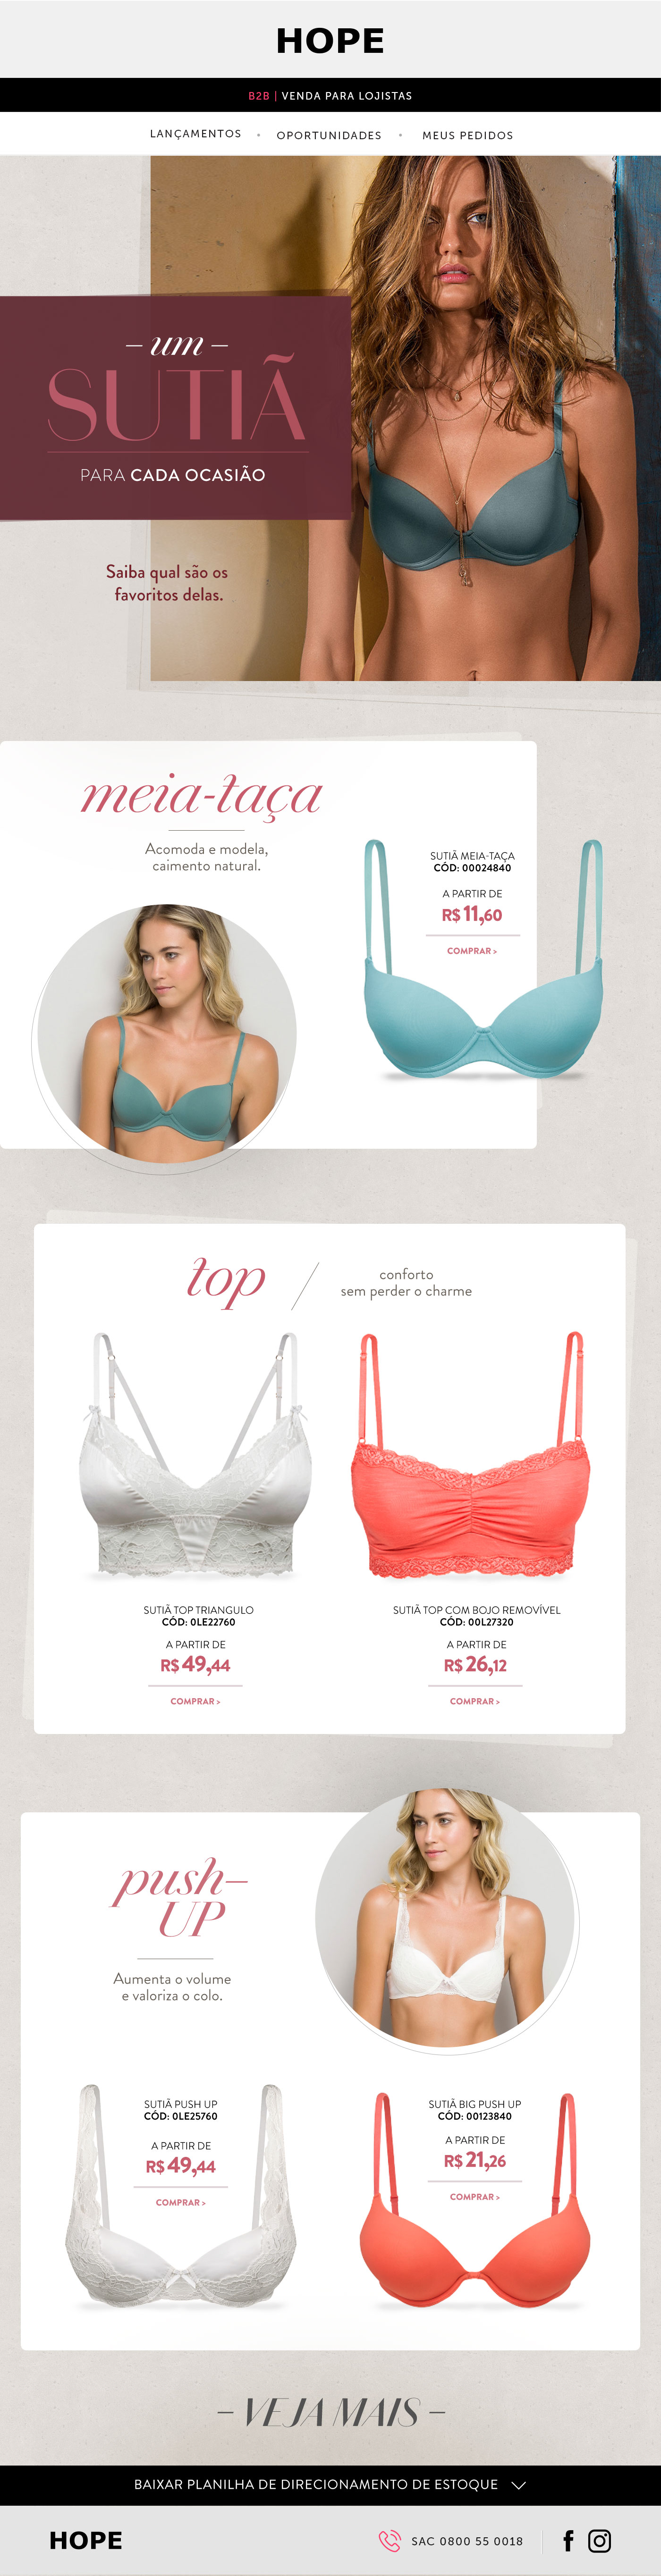 HOPE
B2B | VENDA PARA LOJISTAS
LANÇAMENTOS • OPORTUNIDADES • MEUS PEDIDOS
– um –
SUTIÃ
PARA CADA OCASIÃO
Saiba qual são os
favoritos delas.
meia-taça
Acomoda e modela,
caimento natural.
SUTIÃ MEIA-TAÇA
CÓD: 00024840
A PARTIR DE
R$ 11,60
COMPRAR >
top
conforto
sem perder o charme
SUTIÃ TOP TRIANGULO
CÓD: 0LE22760
A PARTIR DE
R$ 49,44
COMPRAR >
SUTIÃ TOP COM BOJO REMOVÍVEL
CÓD: 00L27320
A PARTIR DE
R$ 26,12
COMPRAR >
push–
UP
Aumenta o volume
e valoriza o colo.
SUTIÃ PUSH UP
CÓD: 0LE25760
A PARTIR DE
R$ 49,44
COMPRAR >
SUTIÃ BIG PUSH UP
CÓD: 00123840
A PARTIR DE
R$ 21,26
COMPRAR >
– VEJA MAIS –
BAIXAR PLANILHA DE DIRECIONAMENTO DE ESTOQUE
HOPE
SAC 0800 55 0018